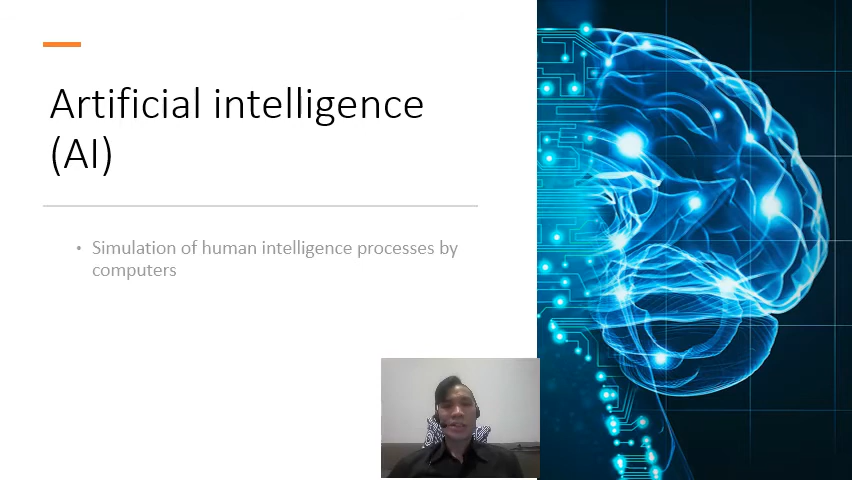 Artificial intelligence
(AI)
• Simulation of human intelligence processes by
computers